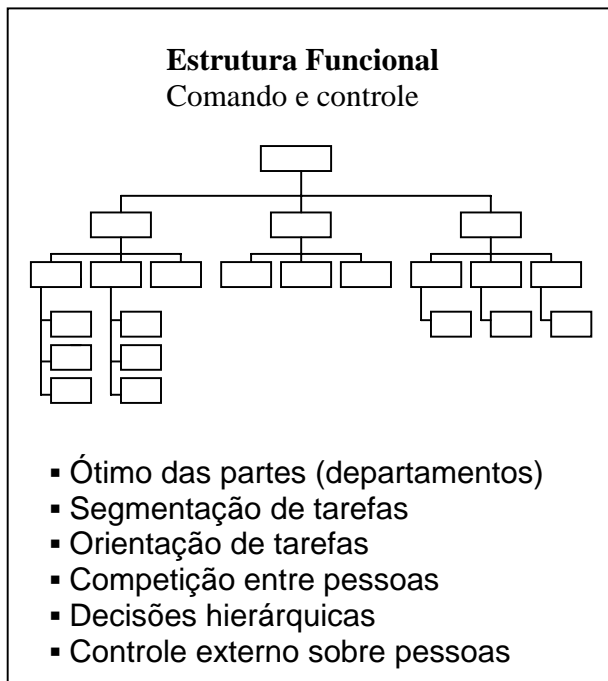 Estrutura Funcional
Comando e controle
▪ Ótimo das partes (departamentos)
▪ Segmentação de tarefas
▪ Orientação de tarefas
▪ Competição entre pessoas
▪ Decisões hierárquicas
▪ Controle externo sobre pessoas